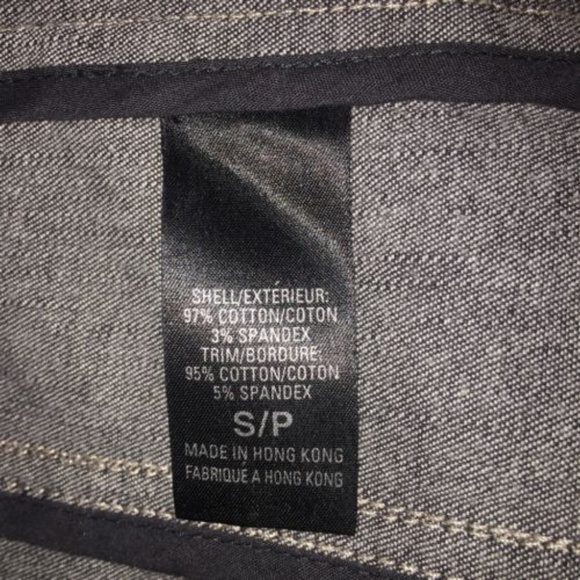 SHELL/EXTÉRIEUR:
97% COTTON/COTON
3% SPANDEX
TRIM/BORDURE:
95% COTTON/COTON
5% SPANDEX
S/P
MADE IN HONG KONG
FABRIQUE A HONG KONG